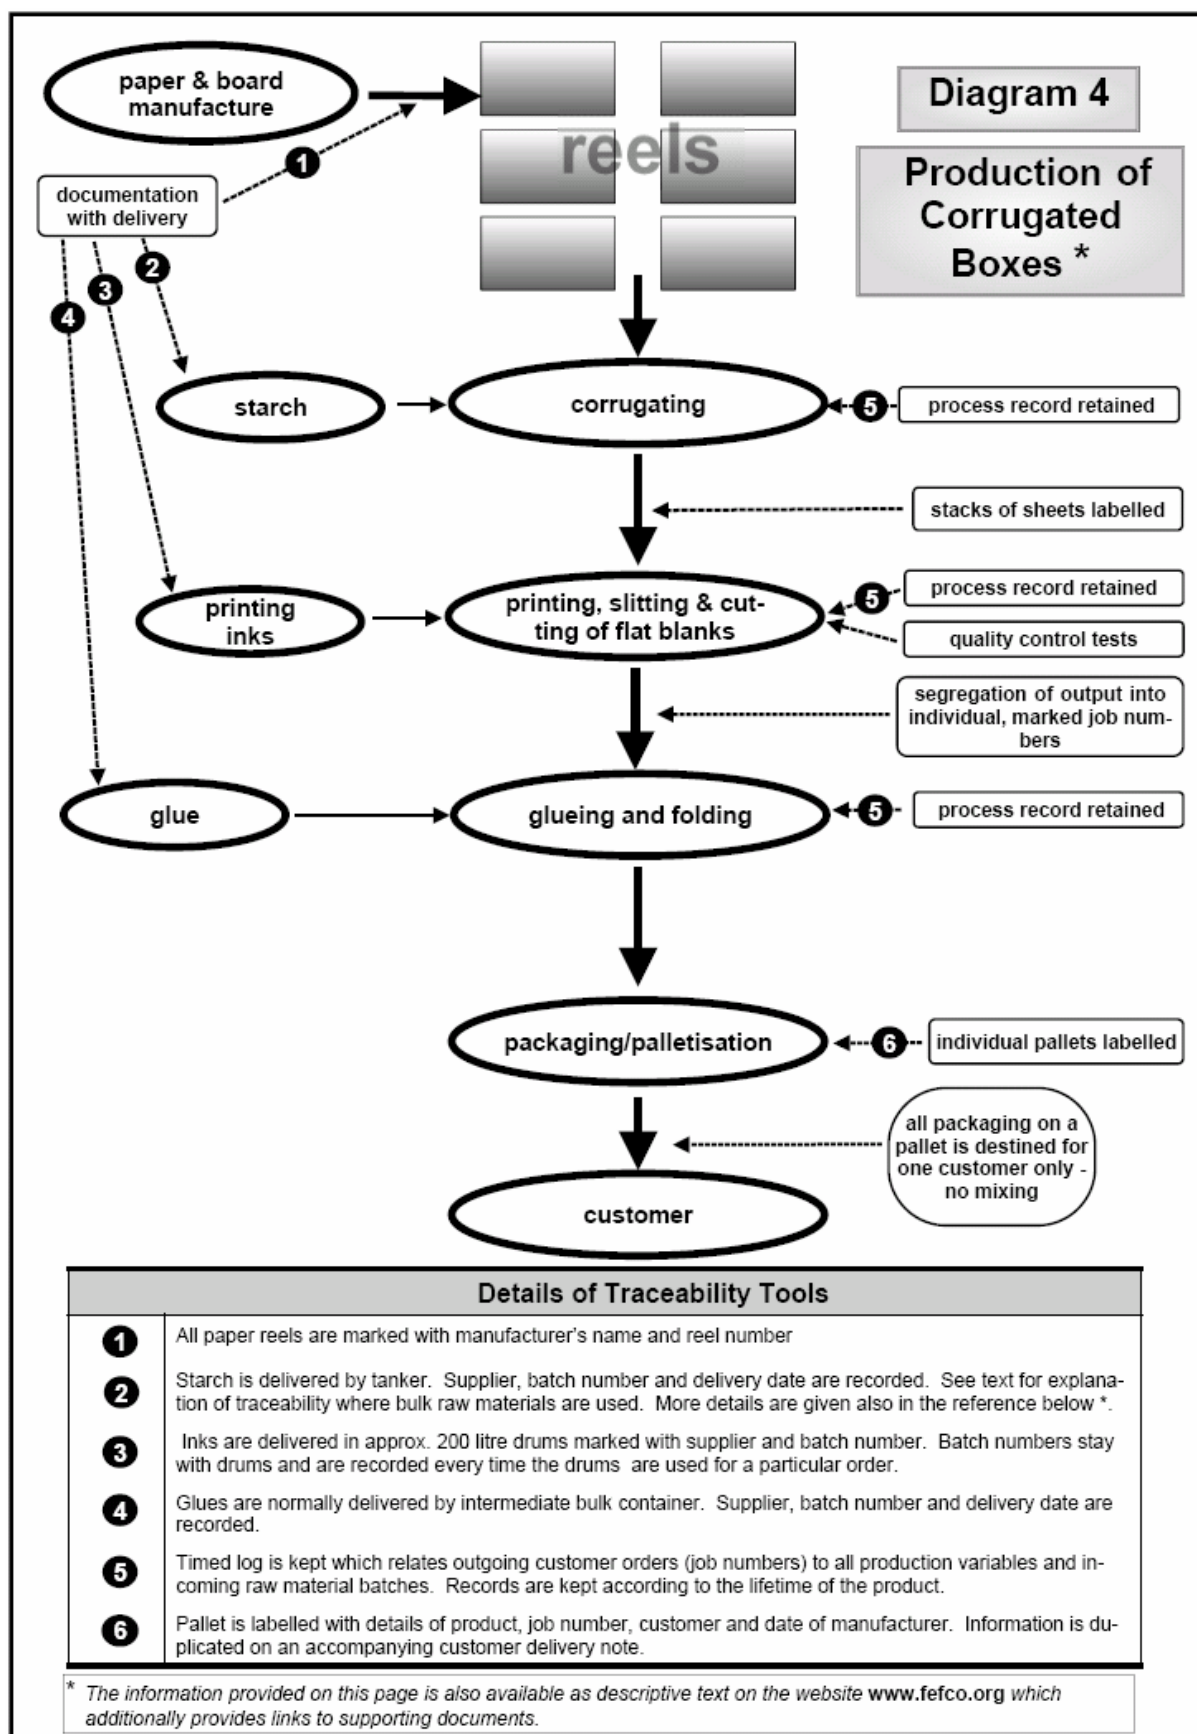 paper & board
manufacture
reels
Diagram 4
Production of
Corrugated
Boxes *
1
documentation
with delivery
2
3
4
starch
corrugating
5
process record retained
stacks of sheets labelled
printing
inks
printing, slitting & cut-
ting of flat blanks
5
process record retained
quality control tests
segregation of output into
individual, marked job num-
bers
glue
glueing and folding
5
process record retained
packaging/palletisation
6
individual pallets labelled
all packaging on a
pallet is destined for
one customer only -
no mixing
customer
Details of Traceability Tools
1
All paper reels are marked with manufacturer's name and reel number
2
Starch is delivered by tanker. Supplier, batch number and delivery date are recorded. See text for explana-
tion of traceability where bulk raw materials are used. More details are given also in the reference below *.
3
Inks are delivered in approx. 200 litre drums marked with supplier and batch number. Batch numbers stay
with drums and are recorded every time the drums are used for a particular order.
4
Glues are normally delivered by intermediate bulk container. Supplier, batch number and delivery date are
recorded.
5
Timed log is kept which relates outgoing customer orders (job numbers) to all production variables and in-
coming raw material batches. Records are kept according to the lifetime of the product.
6
Pallet is labelled with details of product, job number, customer and date of manufacturer. Information is du-
plicated on an accompanying customer delivery note.
* The information provided on this page is also available as descriptive text on the website www.fefco.org which
additionally provides links to supporting documents.